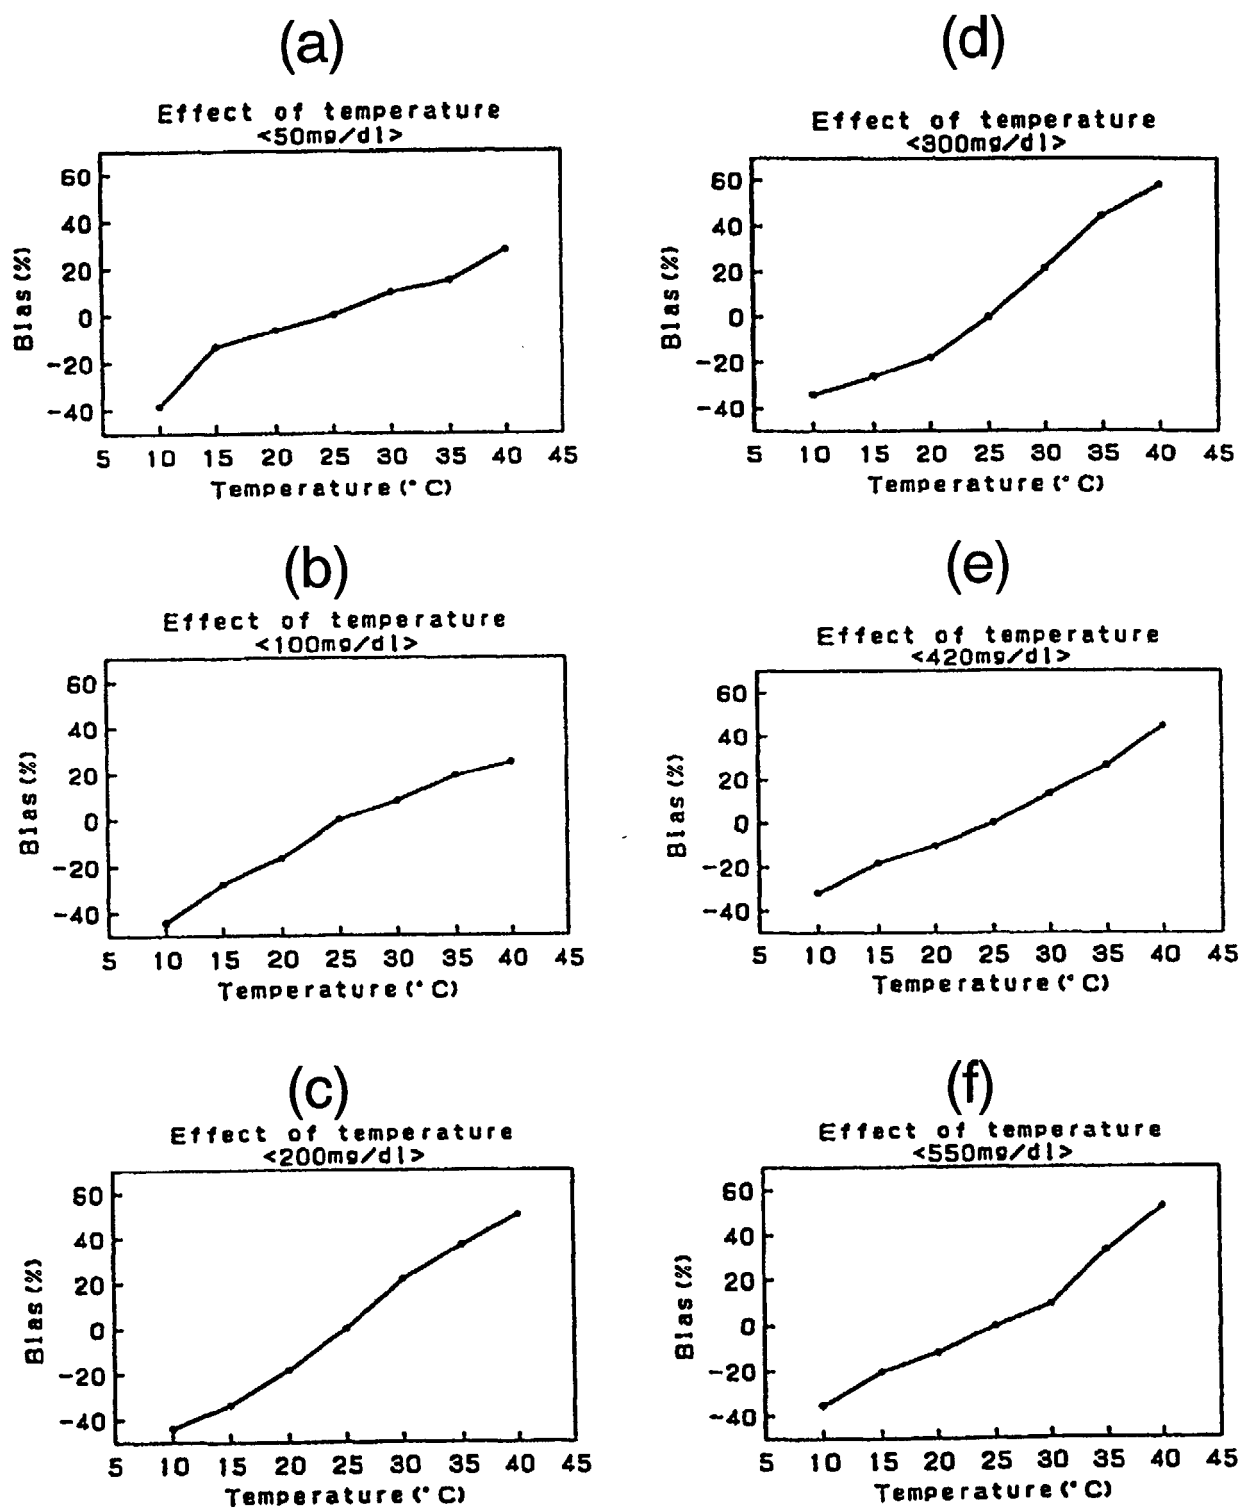 (a)
Effect of temperature
<50mg/dl>
60
40
20
0
-20
-40
Bias(%)
5 10 15 20 25 30 35 40 45
Temperature(°C)
(b)
Effect of temperature
<100mg/dl>
60
40
20
0
-20
-40
Bias(%)
5 10 15 20 25 30 35 40 45
Temperature(°C)
(c)
Effect of temperature
<200mg/dl>
60
40
20
0
-20
-40
Bias(%)
5 10 15 20 25 30 35 40 45
Temperature(°C)
(d)
Effect of temperature
<300mg/dl>
60
40
20
0
-20
-40
Bias(%)
5 10 15 20 25 30 35 40 45
Temperature(°C)
(e)
Effect of temperature
<420mg/dl>
60
40
20
0
-20
-40
Bias(%)
5 10 15 20 25 30 35 40 45
Temperature(°C)
(f)
Effect of temperature
<550mg/dl>
60
40
20
0
-20
-40
Bias(%)
5 10 15 20 25 30 35 40 45
Temperature(°C)